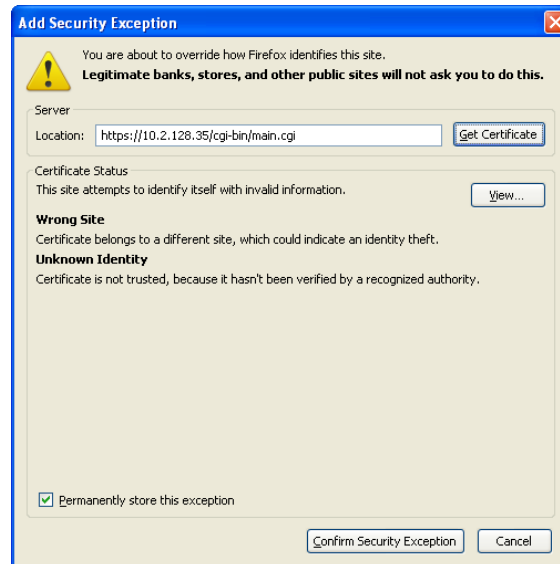 Add Security Exception
You are about to override how Firefox identifies this site.
Legitimate banks, stores, and other public sites will not ask you to do this.
Server
Location: https://10.2.128.35/cgi-bin/main.cgi Get Certificate
Certificate Status
This site attempts to identify itself with invalid information. View...
Wrong Site
Certificate belongs to a different site, which could indicate an identity theft.
Unknown Identity
Certificate is not trusted, because it hasn't been verified by a recognized authority.
Permanently store this exception
Confirm Security Exception Cancel